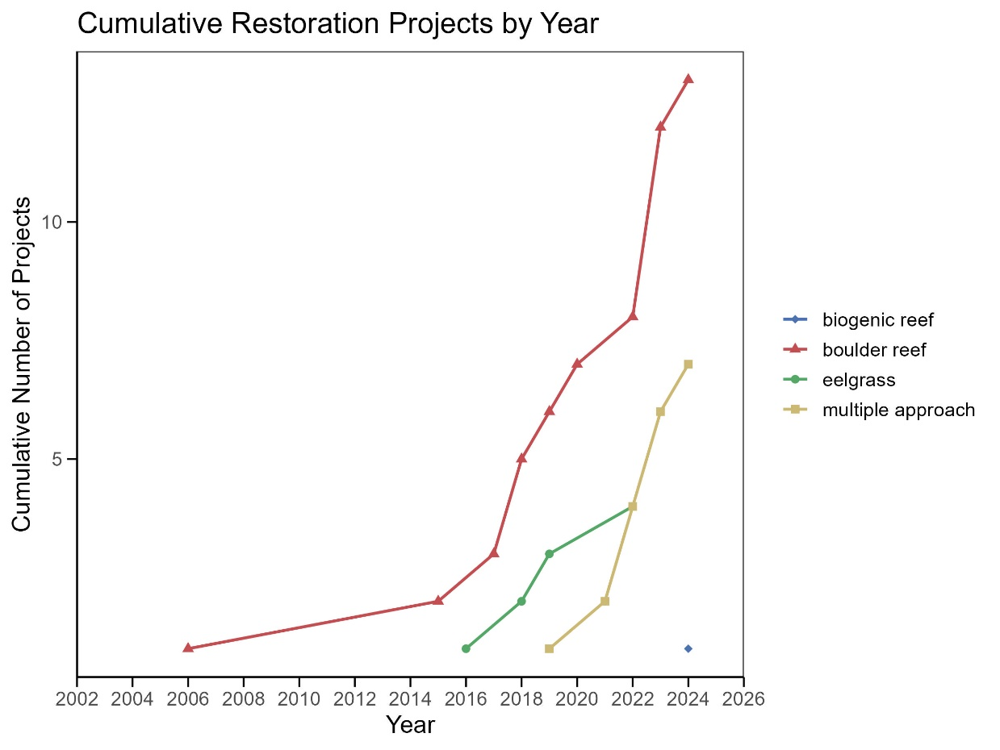 Cumulative Restoration Projects by Year
Cumulative Number of Projects
10
5
2002 2004 2006 2008 2010 2012 2014 2016 2018 2020 2022 2024 2026
Year
biogenic reef
boulder reef
eelgrass
multiple approach